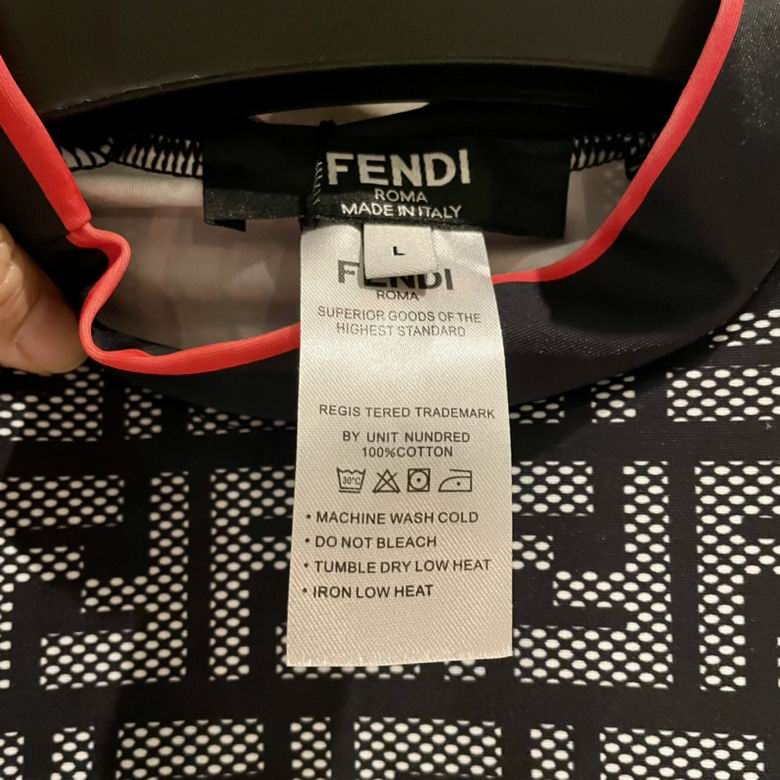 FENDI
ROMA
MADE IN ITALY
L
FENDI
ROMA
SUPERIOR GOODS OF THE
HIGHEST STANDARD
REGIS TERED TRADEMARK
BY UNIT NUNDRED
100%COTTON
30°C
• MACHINE WASH COLD
• DO NOT BLEACH
• TUMBLE DRY LOW HEAT
• IRON LOW HEAT